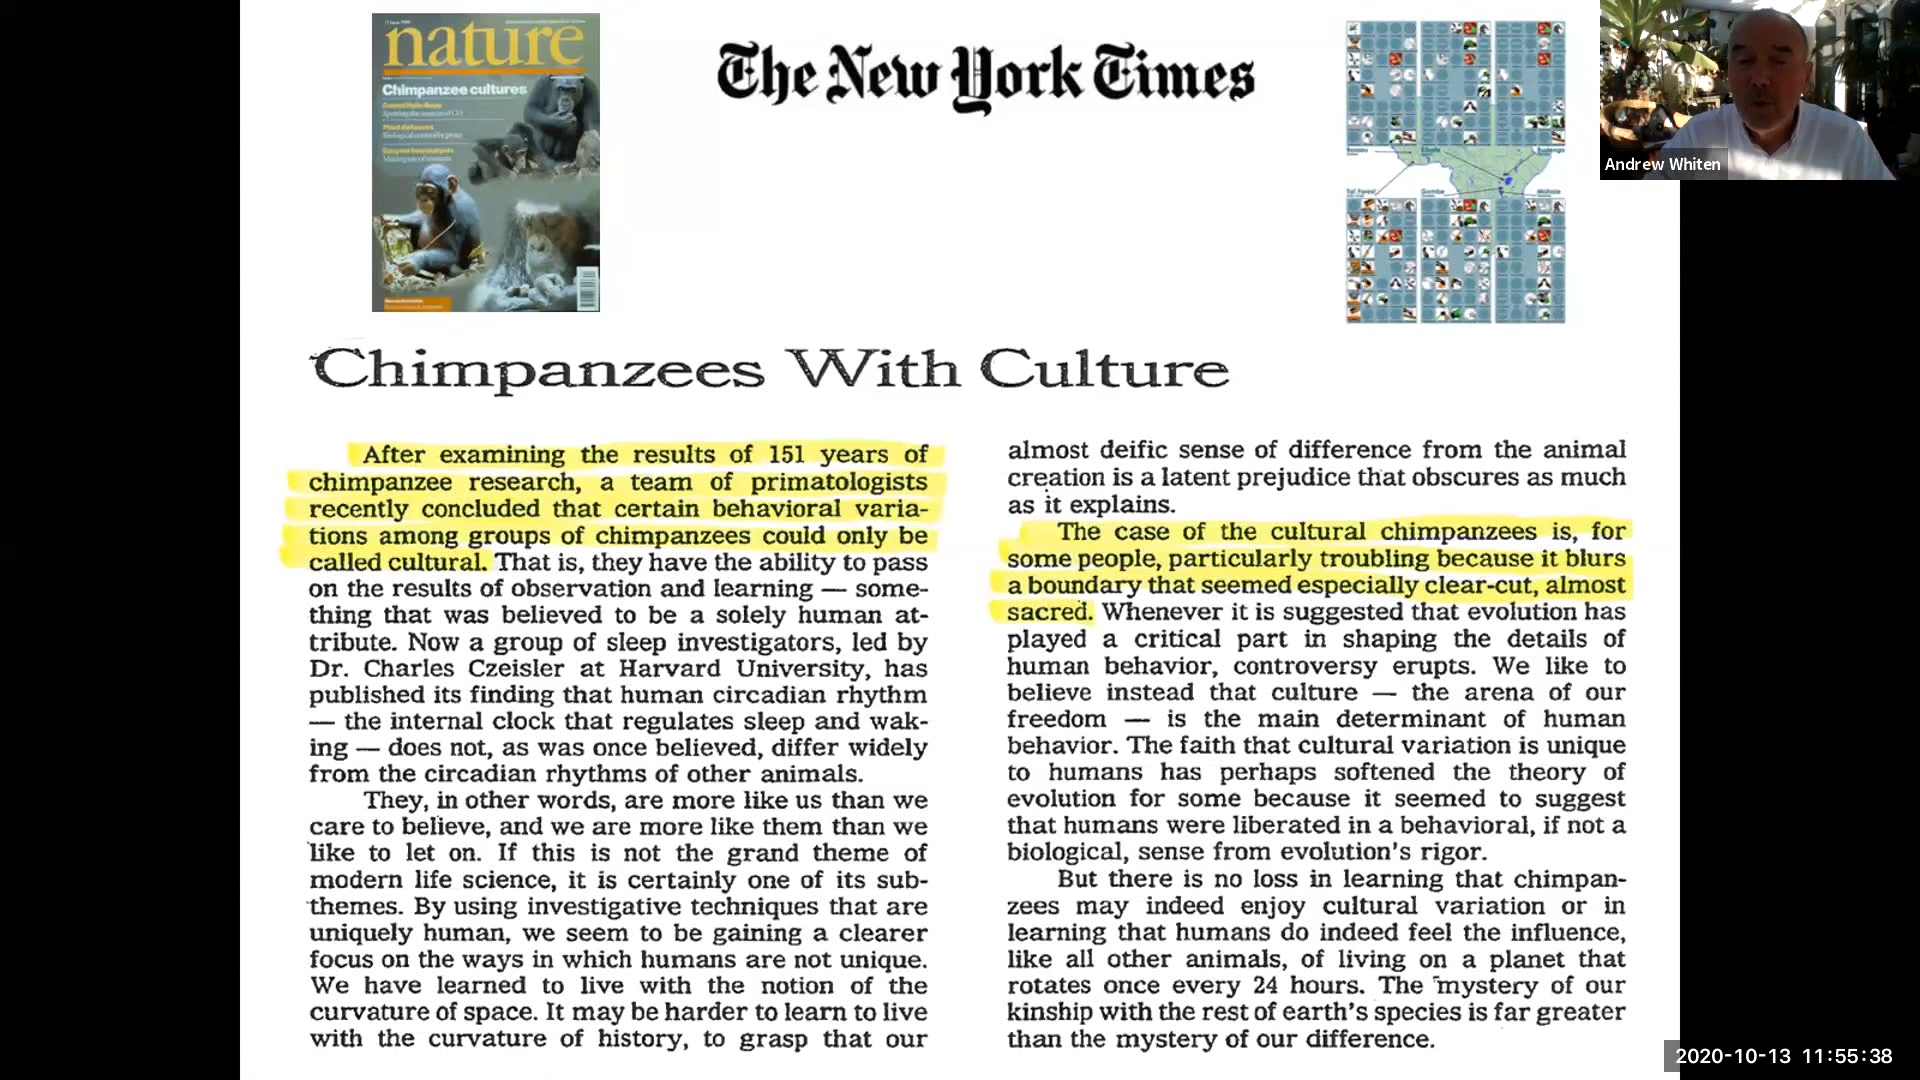 nature
Chimpanzee cultures
The New York Times
Bossou
Tai Forest
Gombe
Mahale
Budongo
Andrew Whiten
Chimpanzees With Culture
After examining the results of 151 years of
chimpanzee research, a team of primatologists
recently concluded that certain behavioral varia-
tions among groups of chimpanzees could only be
called cultural. That is, they have the ability to pass
on the results of observation and learning — some-
thing that was believed to be a solely human at-
tribute. Now a group of sleep investigators, led by
Dr. Charles Czeisler at Harvard University, has
published its finding that human circadian rhythm
— the internal clock that regulates sleep and wak-
ing — does not, as was once believed, differ widely
from the circadian rhythms of other animals.
They, in other words, are more like us than we
care to believe, and we are more like them than we
like to let on. If this is not the grand theme of
modern life science, it is certainly one of its sub-
themes. By using investigative techniques that are
uniquely human, we seem to be gaining a clearer
focus on the ways in which humans are not unique.
We have learned to live with the notion of the
curvature of space. It may be harder to learn to live
with the curvature of history, to grasp that our
almost deific sense of difference from the animal
creation is a latent prejudice that obscures as much
as it explains.
The case of the cultural chimpanzees is, for
some people, particularly troubling because it blurs
a boundary that seemed especially clear-cut, almost
sacred. Whenever it is suggested that evolution has
played a critical part in shaping the details of
human behavior, controversy erupts. We like to
believe instead that culture — the arena of our
freedom — is the main determinant of human
behavior. The faith that cultural variation is unique
to humans has perhaps softened the theory of
evolution for some because it seemed to suggest
that humans were liberated in a behavioral, if not a
biological, sense from evolution's rigor.
But there is no loss in learning that chimpan-
zees may indeed enjoy cultural variation or in
learning that humans do indeed feel the influence,
like all other animals, of living on a planet that
rotates once every 24 hours. The mystery of our
kinship with the rest of earth's species is far greater
than the mystery of our difference.
2020-10-13 11:55:38